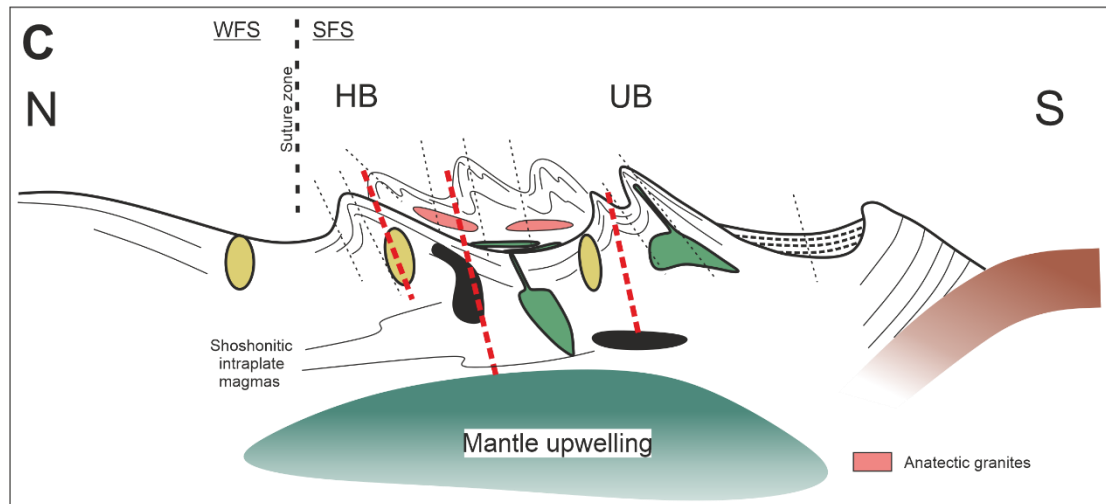 C
WFS
SFS
Suture zone
N
HB
UB
S
Shoshonitic
intraplate
magmas
Mantle upwelling
Anatectic granites